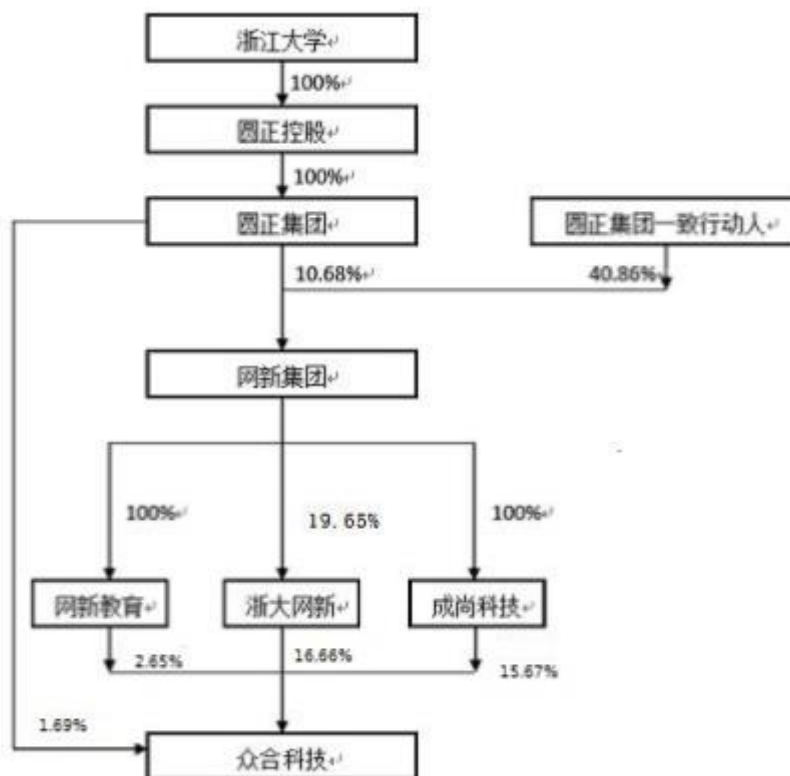 浙江大学
100%
圆正控股
100%
圆正集团
圆正集团一致行动人
10.68%
40.86%
网新集团
100%
19.65%
100%
网新教育
浙大网新
成尚科技
2.65%
16.66%
15.67%
1.69%
众合科技